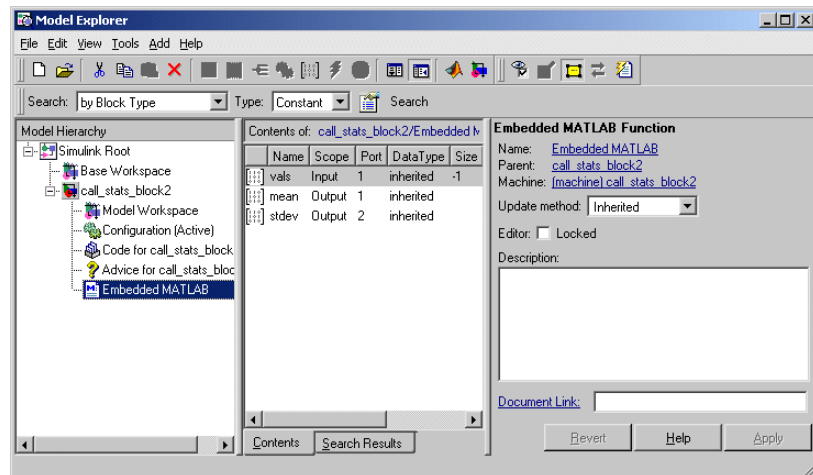 Model Explorer
File Edit View Tools Add Help
Search: by Block Type Type: Constant Search
Model Hierarchy
Simulink Root
Base Workspace
call_stats_block2
Model Workspace
Configuration (Active)
Code for call_stats_block
Advice for call_stats_bloc
Embedded MATLAB
Contents of: call_stats_block2/Embedded M
Name Scope Port DataType Size
vals Input 1 inherited -1
mean Output 1 inherited
stdev Output 2 inherited
Contents Search Results
Embedded MATLAB Function
Name: Embedded MATLAB
Parent: call_stats_block2
Machine: (machine) call_stats_block2
Update method: Inherited
Editor: Locked
Description:
Document Link:
Revert Help Apply